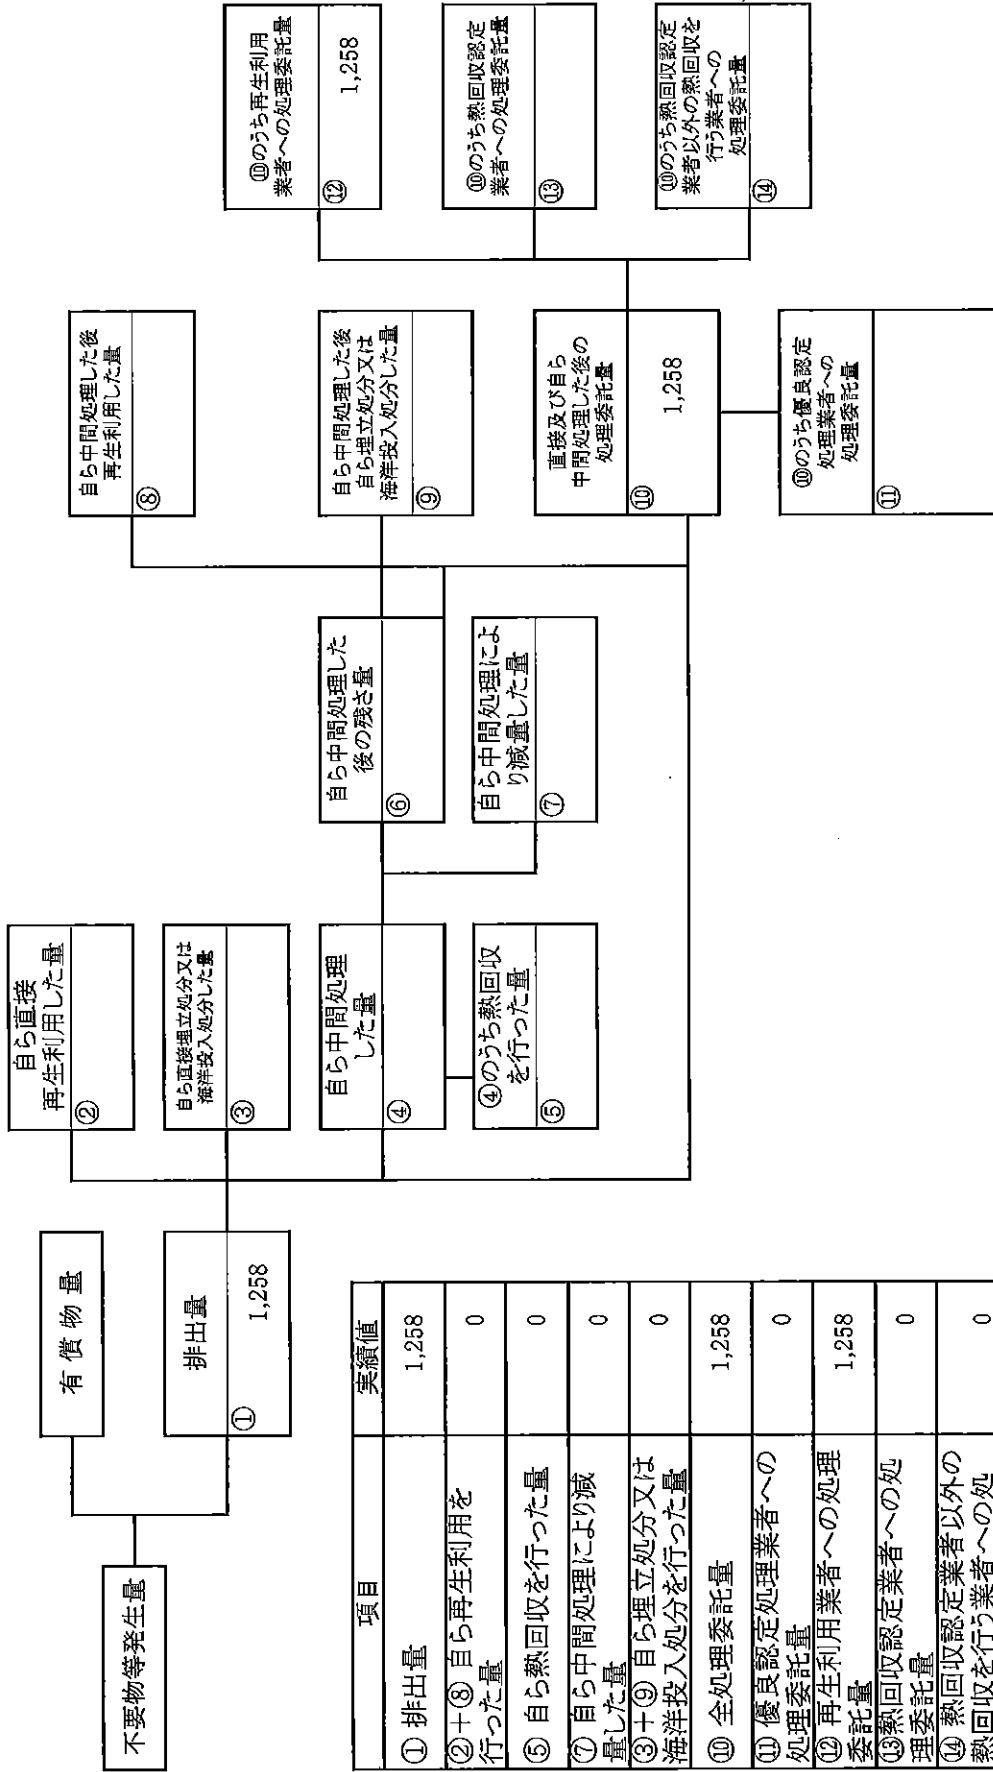 不要物等発生量
有償物量
排出量
①
1,258
自ら直接
再生利用した量
②
自ら直接埋立処分又は
海洋投入処分した量
③
自ら中間処理
した量
④
④のうち熱回収
を行った量
⑤
自ら中間処理した
後の残さ量
⑥
自ら中間処理によ
り減量した量
⑦
自ら中間処理した後
再生利用した量
⑧
自ら中間処理した後
自ら埋立処分又は
海洋投入処分した量
⑨
直接及び自ら
中間処理した後の
処理委託量
⑩
1,258
⑩のうち優良認定
処理業者への
処理委託量
⑪
⑩のうち再生利用
業者への処理委託量
⑫
1,258
⑩のうち熱回収認定
業者への処理委託量
⑬
⑩のうち熱回収認定
業者以外の熱回収を
行う業者への
処理委託量
⑭
項目 実績値
① 排出量 1,258
②+⑧ 自ら再生利用を
行った量 0
⑤ 自ら熱回収を行った量 0
⑦ 自ら中間処理により減
量した量 0
③+⑨ 自ら埋立処分又は
海洋投入処分を行った量 0
⑩ 全処理委託量 1,258
⑪ 優良認定処理業者への
処理委託量 0
⑫ 再生利用業者への処理
委託量 1,258
⑬熱回収認定業者への処
理委託量 0
⑭ 熱回収認定業者以外の
熱回収を行う業者への処 0